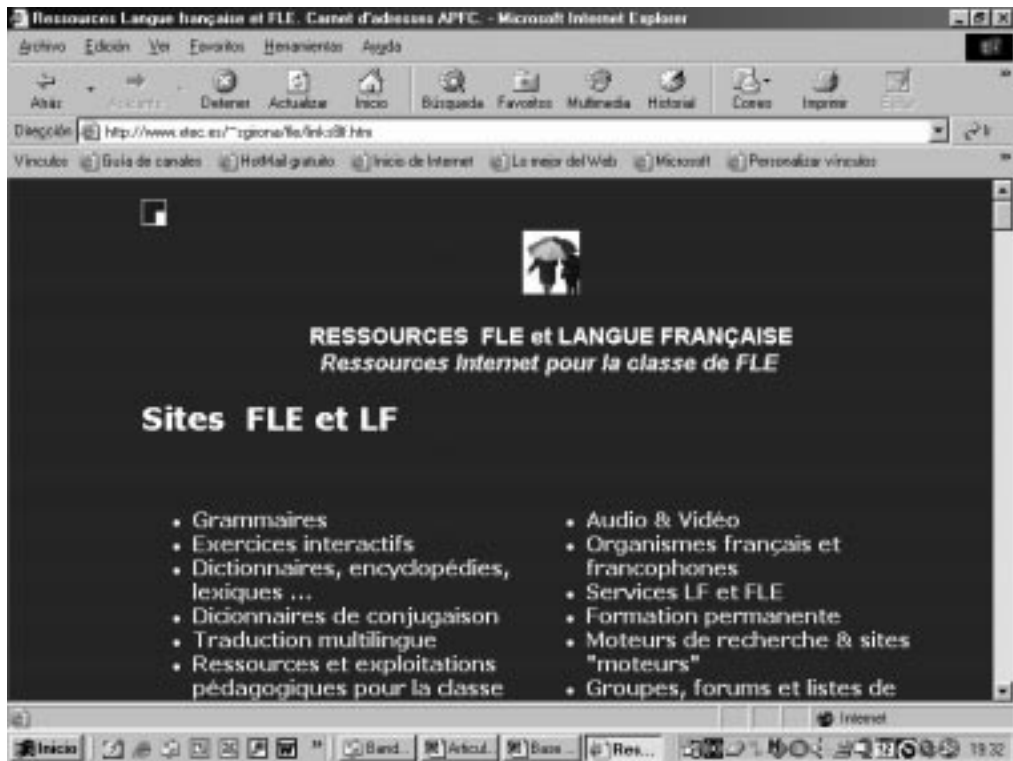 Ressources Langue française et FLE. Carnet d'adresses APFC. - Microsoft Internet Explorer
Archivo Edición Ver Favoritos Herramientas Ayuda
Atrás Detener Actualizar Inicio Búsqueda Favoritos Multimedia Historial Correo Imprimir
Dirección
Vínculos Guía de canales HotMail gratuito Inicio de Internet Lo mejor del Web Microsoft Personalizar vínculos
RESSOURCES FLE et LANGUE FRANÇAISE
Ressources Internet pour la classe de FLE
Sites FLE et LF
• Grammaires
• Exercices interactifs
• Dictionnaires, encyclopédies,
lexiques ...
• Dicionnaires de conjugaison
• Traduction multilingue
• Ressources et exploitations
pédagogiques pour la classe
• Audio & Vidéo
• Organismes français et
francophones
• Services LF et FLE
• Formation permanente
• Moteurs de recherche & sites
"moteurs"
• Groupes, forums et listes de
Internet
Inicio Band... Articul... Base ... Res... 19:32